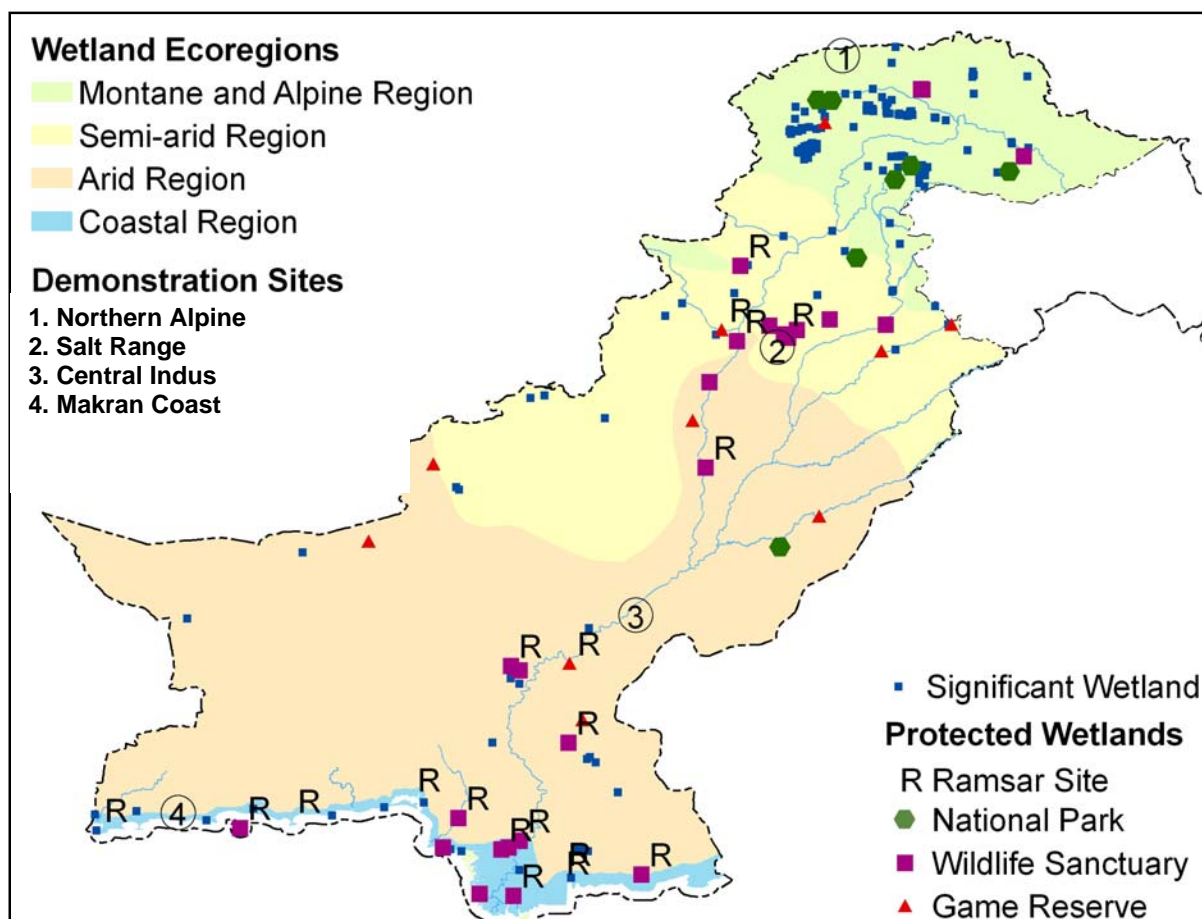 Wetland Ecoregions
Montane and Alpine Region
Semi-arid Region
Arid Region
Coastal Region
Demonstration Sites
1. Northern Alpine
2. Salt Range
3. Central Indus
4. Makran Coast
1
R
R
R
R
2
R
3
R
R
R
R
R
R
R
R
4
R
R
R
R
R
R
R
Significant Wetland
Protected Wetlands
R Ramsar Site
National Park
Wildlife Sanctuary
Game Reserve